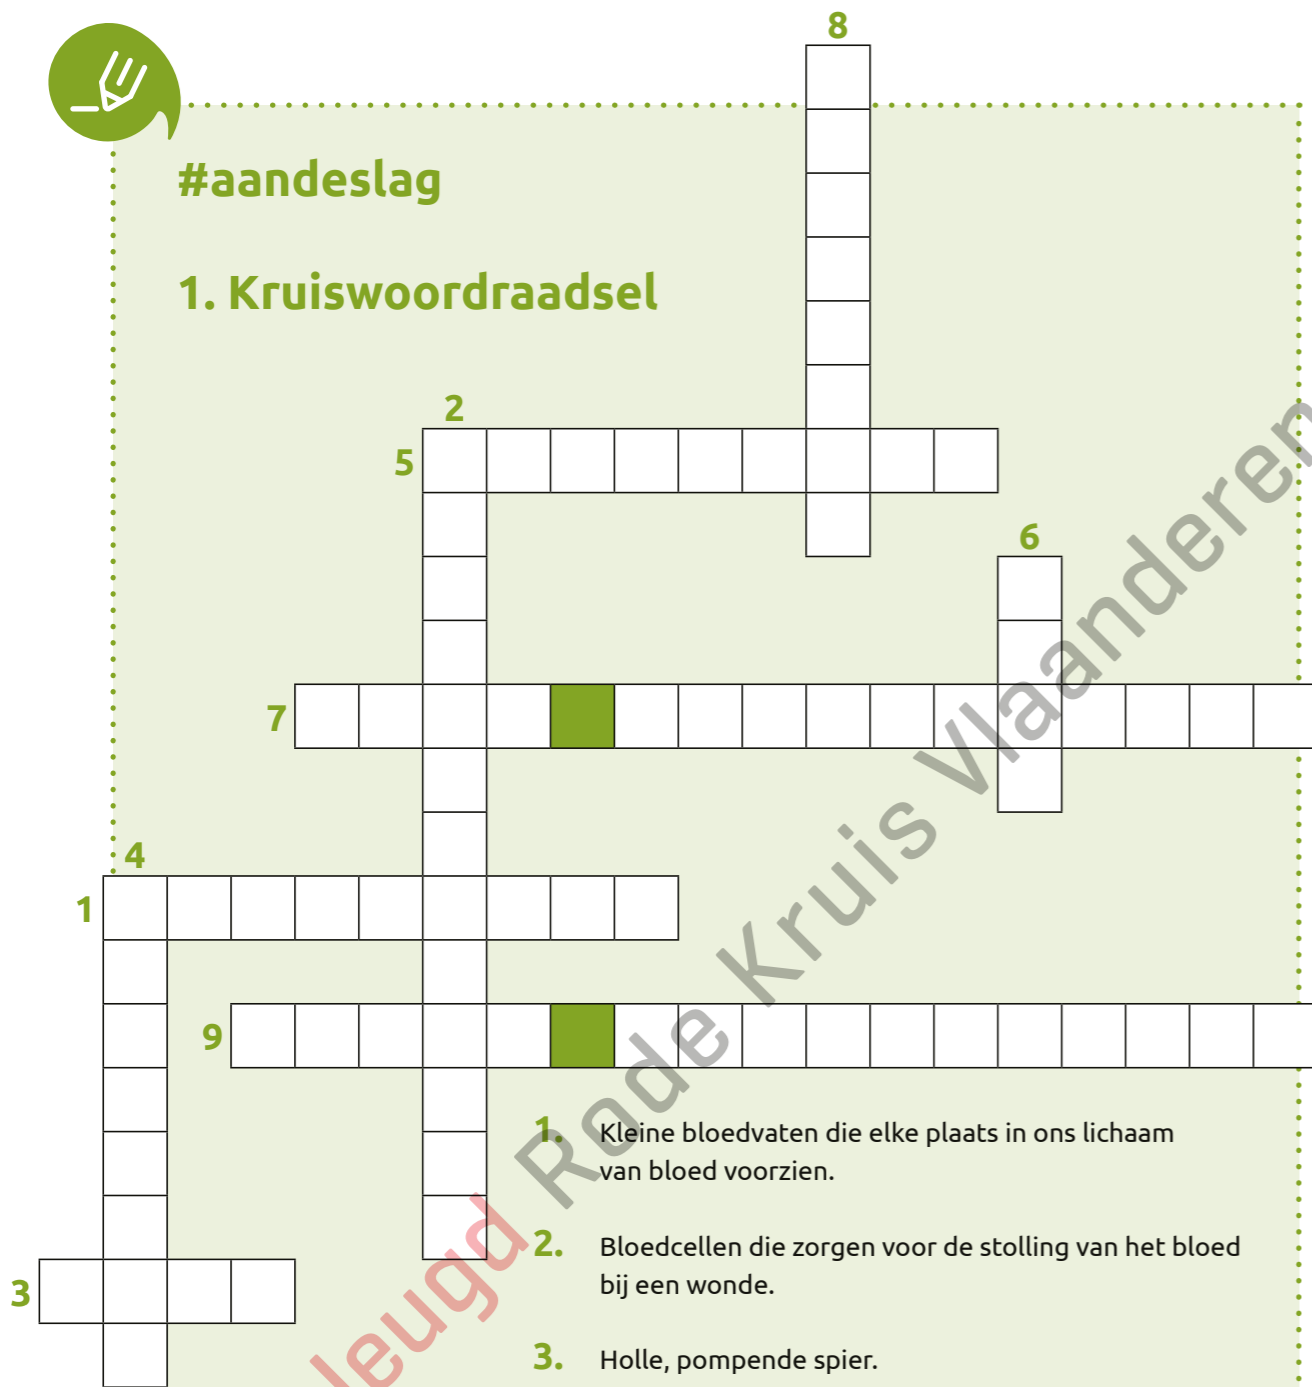 8
#aandeslag
1. Kruiswoordraadsel
2
5
6
7
4
1
9
1. Kleine bloedvaten die elke plaats in ons lichaam
van bloed voorzien.
2. Bloedcellen die zorgen voor de stolling van het bloed
bij een wonde.
3
3. Holle, pompende spier.
Jeugd Rode Kruis Vlaanderen